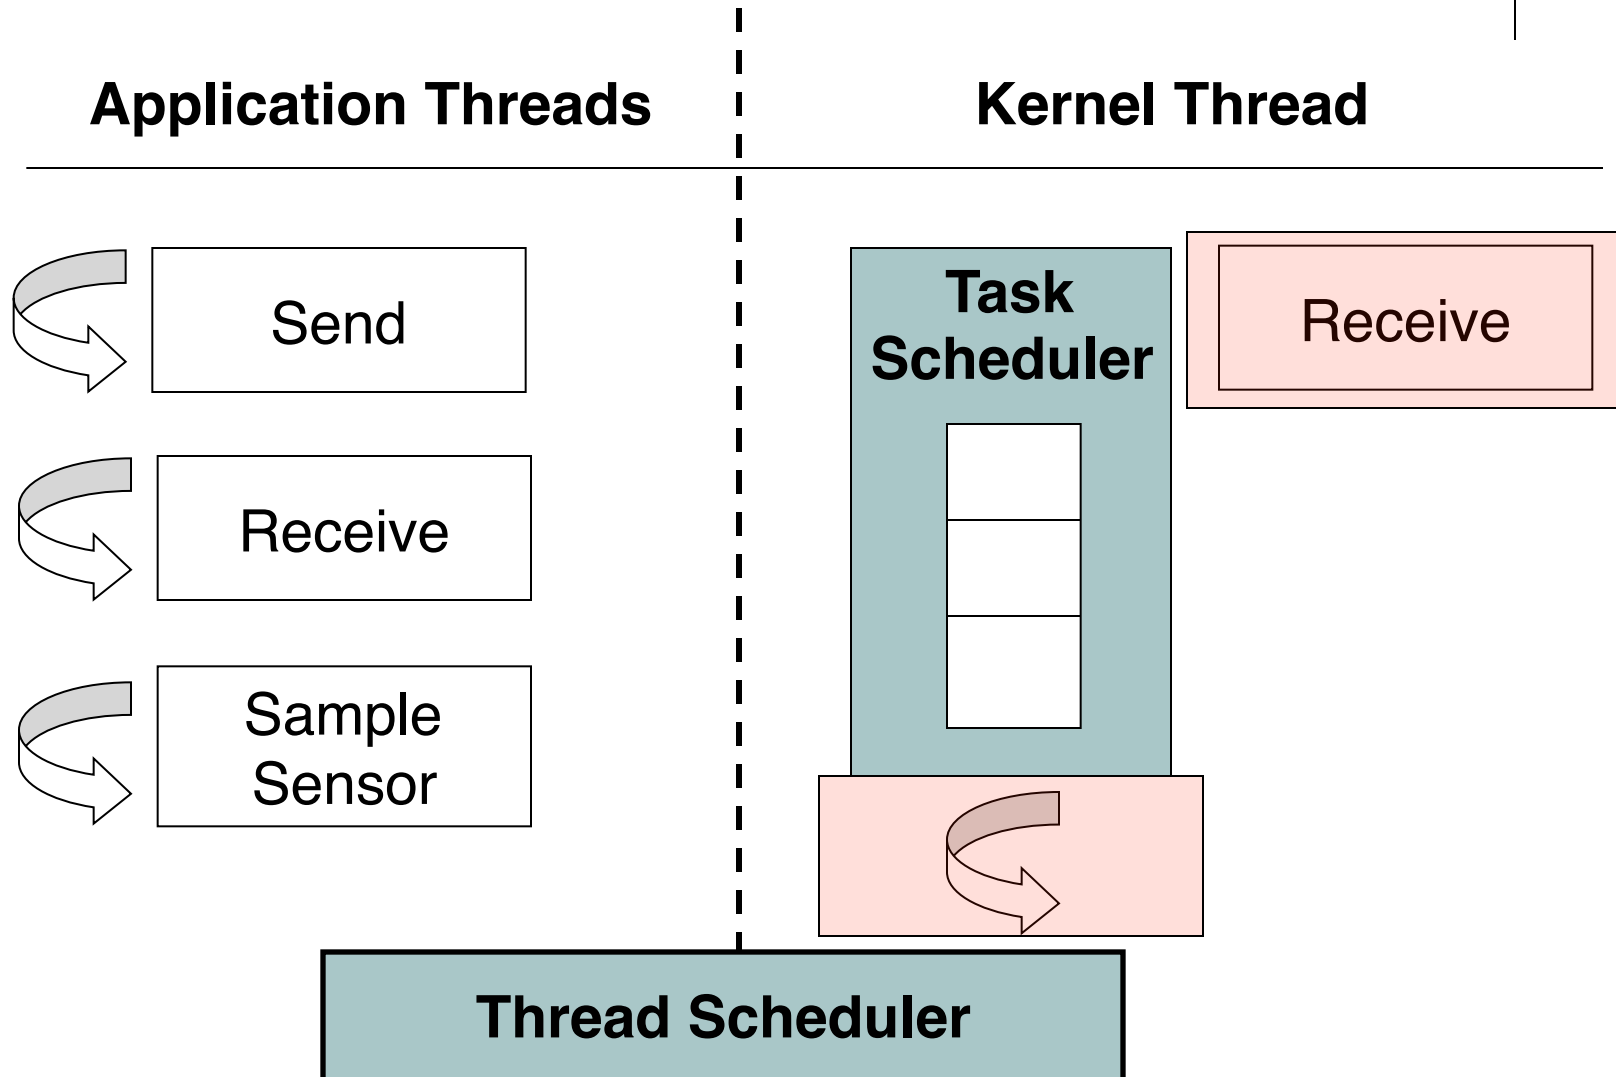 Application Threads
Kernel Thread
Send
Receive
Sample
Sensor
Task
Scheduler
Receive
Thread Scheduler